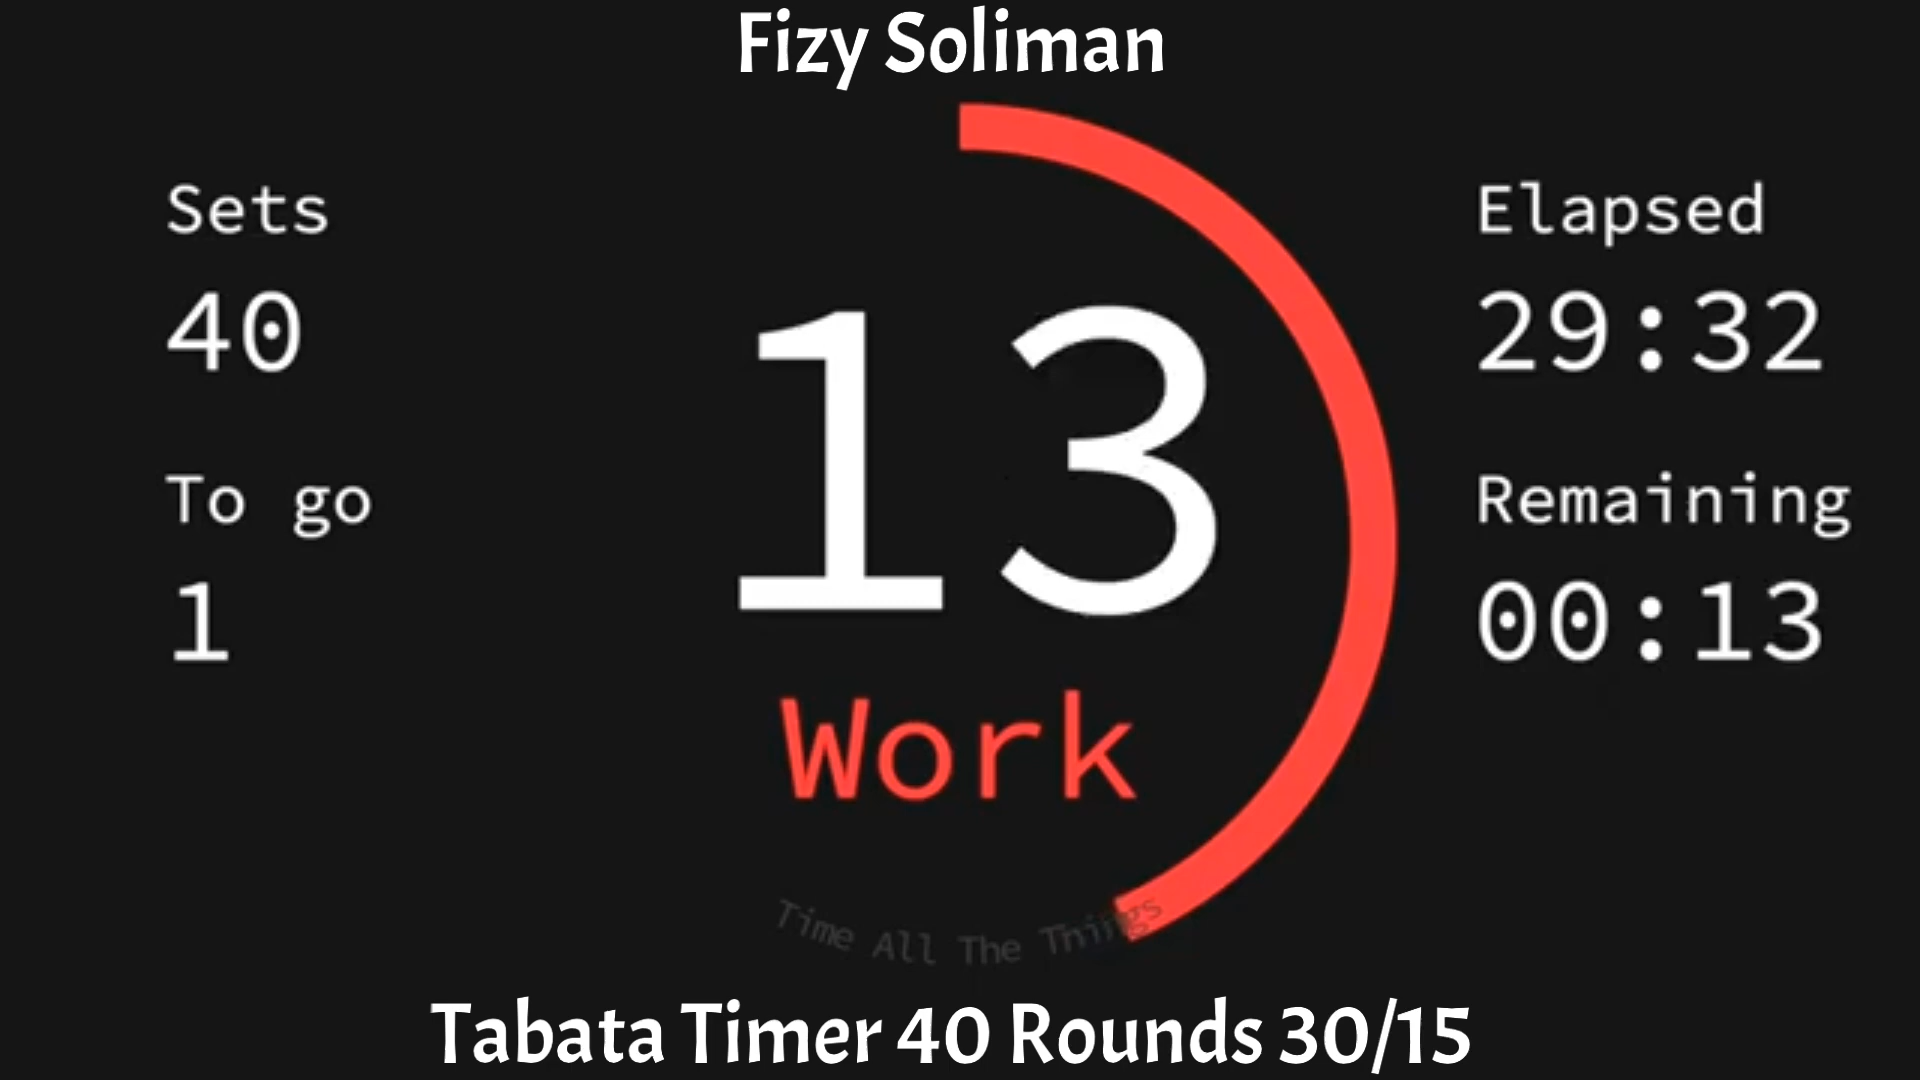 Fizy Soliman
Sets
40
To go
1
13
Work
Elapsed
29:32
Remaining
00:13
Time All The Things
Tabata Timer 40 Rounds 30/15